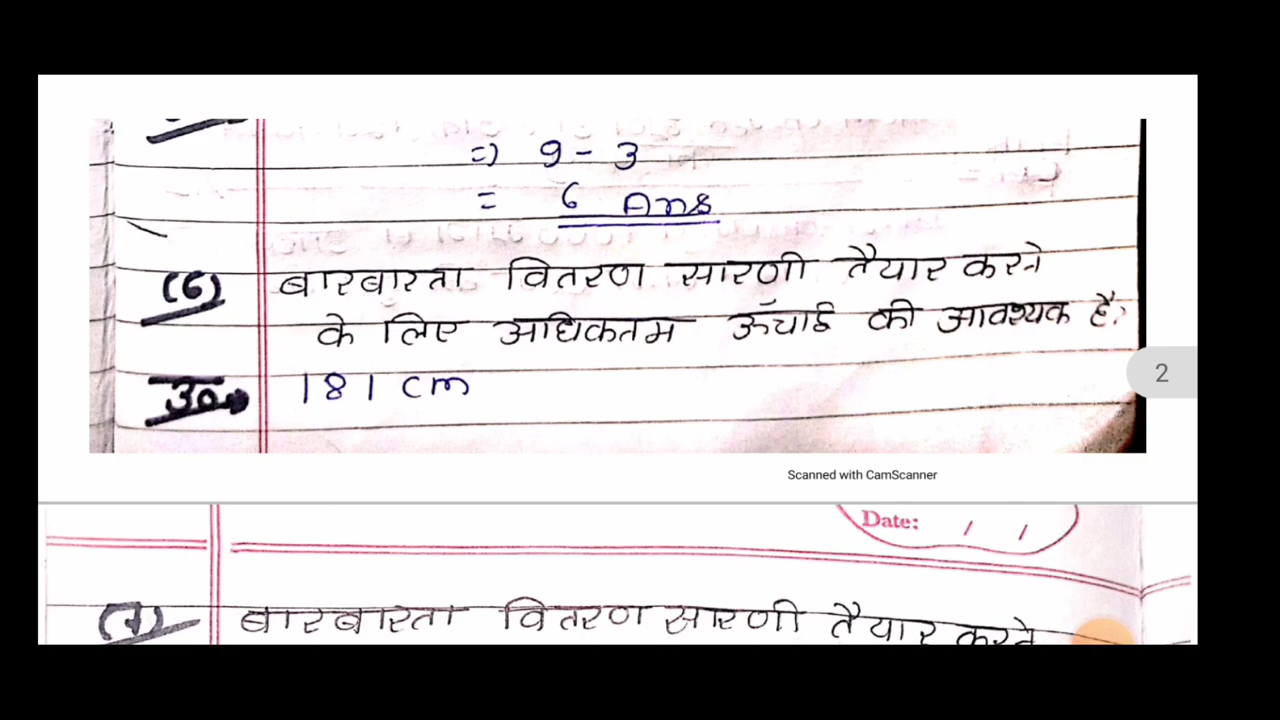 =) 9 - 3
= 6 Ans
(6) बारबारता वितरण सारणी तैयार करने
के लिए अधिकतम ऊँचाई की आवश्यक है?
उ० 181 cm
2
Scanned with CamScanner
Date: / /
(7) बारबारता वितरण सारणी तैयार करने